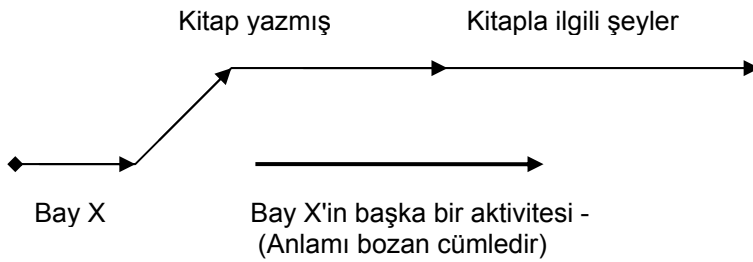 Kitap yazmış
Kitapla ilgili şeyler
Bay X
Bay X'in başka bir aktivitesi -
(Anlamı bozan cümledir)